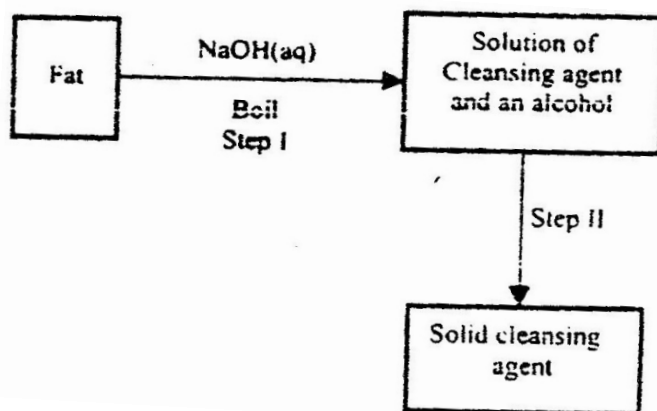 Fat
NaOH(aq)
Boil
Step I
Solution of
Cleansing agent
and an alcohol
Step II
Solid cleansing
agent